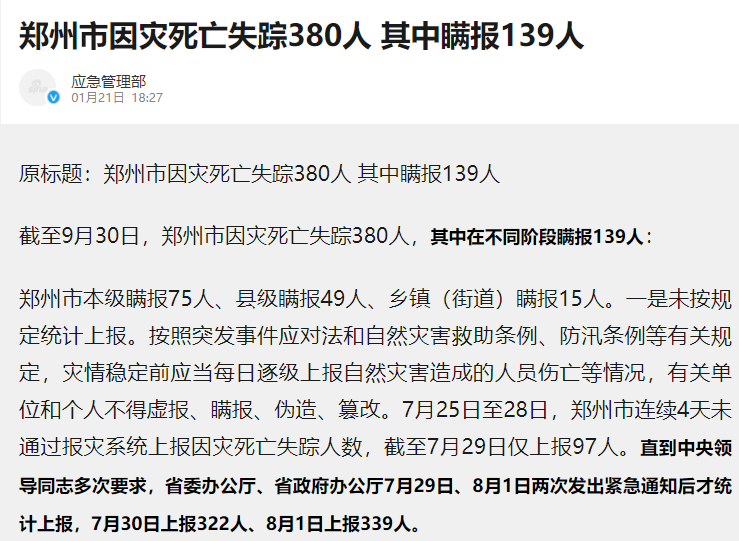 郑州市因灾死亡失踪380人 其中瞒报139人
应急管理部
01月21日 18:27
原标题：郑州市因灾死亡失踪380人 其中瞒报139人
截至9月30日，郑州市因灾死亡失踪380人，其中在不同阶段瞒报139人：
郑州市本级瞒报75人、县级瞒报49人、乡镇（街道）瞒报15人。一是未按规
定统计上报。按照突发事件应对法和自然灾害救助条例、防汛条例等有关规
定，灾情稳定前应当每日逐级上报自然灾害造成的人员伤亡等情况，有关单
位和个人不得虚报、瞒报、伪造、篡改。7月25日至28日，郑州市连续4天未
通过报灾系统上报因灾死亡失踪人数，截至7月29日仅上报97人。直到中央领
导同志多次要求，省委办公厅、省政府办公厅7月29日、8月1日两次发出紧急通知后才统
计上报，7月30日上报322人、8月1日上报339人。